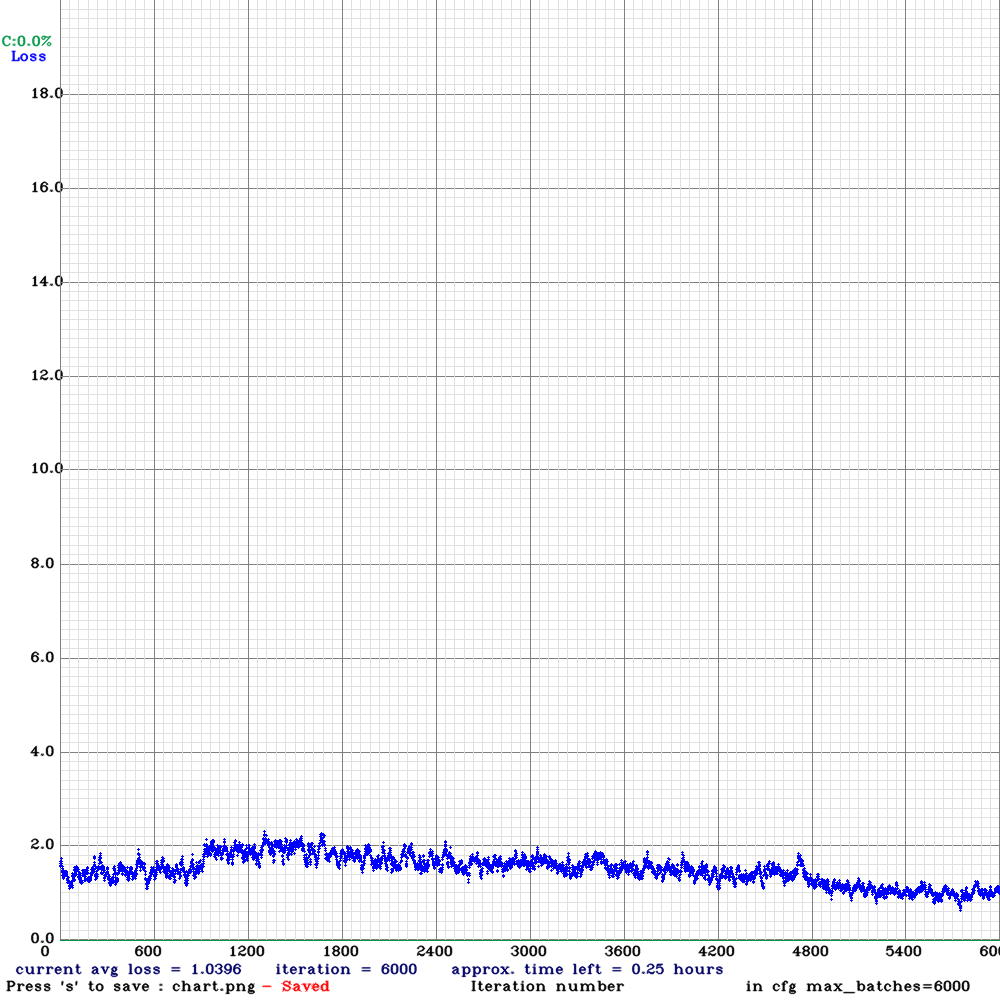 C:0.0%
Loss
18.0
16.0
14.0
12.0
10.0
8.0
6.0
4.0
2.0
0.0
0 600 1200 1800 2400 3000 3600 4200 4800 5400 600
current avg loss = 1.0396 iteration = 6000 approx. time left = 0.25 hours
Press 's' to save : chart.png - Saved Iteration number in cfg max_batches=6000